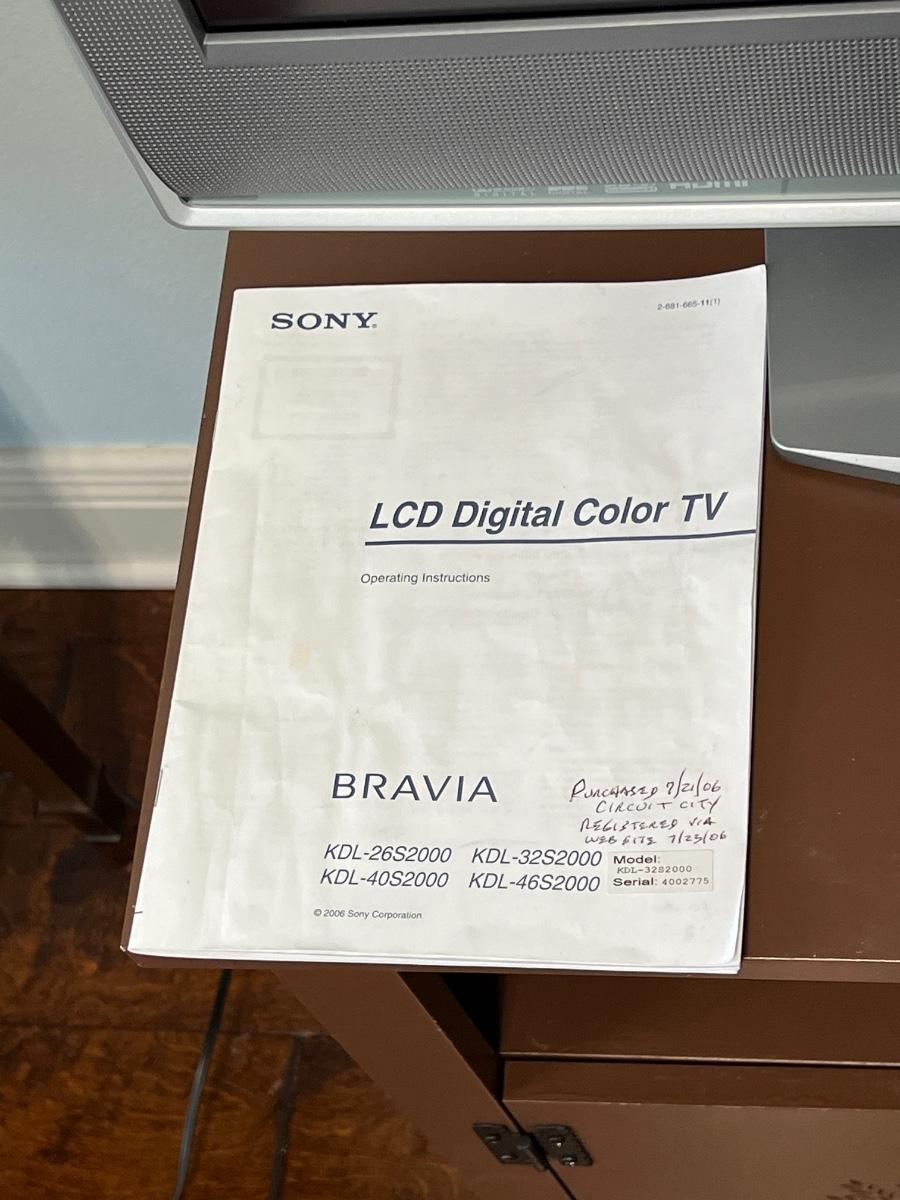 HDMI
SONY®
2-681-665-11(1)
LCD Digital Color TV
Operating Instructions
BRAVIA
PURCHASED 7/21/06
CIRCUIT CITY
REGISTERED VIA
WEB SITE 7/25/06
KDL-26S2000 KDL-32S2000
KDL-40S2000 KDL-46S2000
Model:
KDL-32S2000
Serial: 4002775
© 2006 Sony Corporation